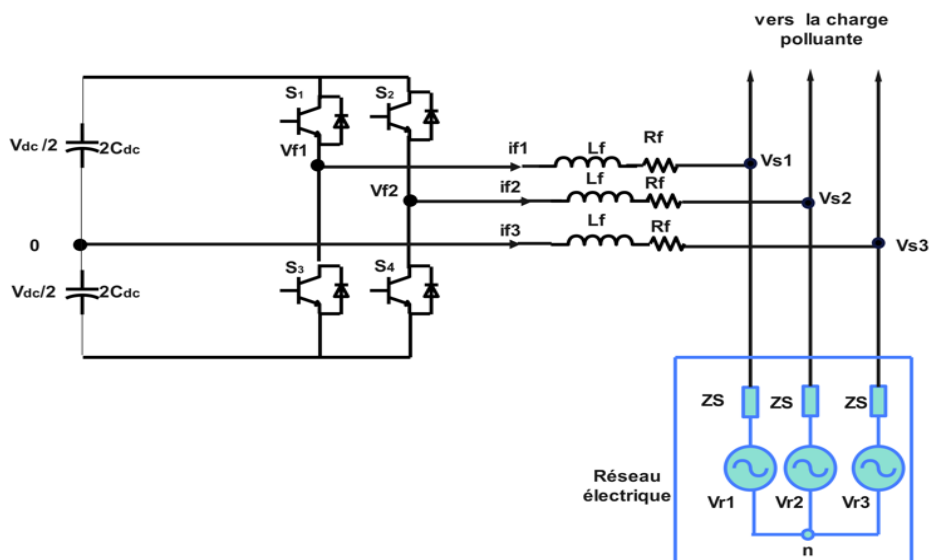 vers la charge
polluante
S1
S2
Vdc/2
2Cdc
Vf1
if1
Lf
Rf
Vs1
Vf2
if2
Lf
Rf
Vs2
0
if3
Lf
Rf
Vs3
S3
S4
Vdc/2
2Cdc
ZS
ZS
ZS
Réseau
électrique
Vr1
Vr2
Vr3
n